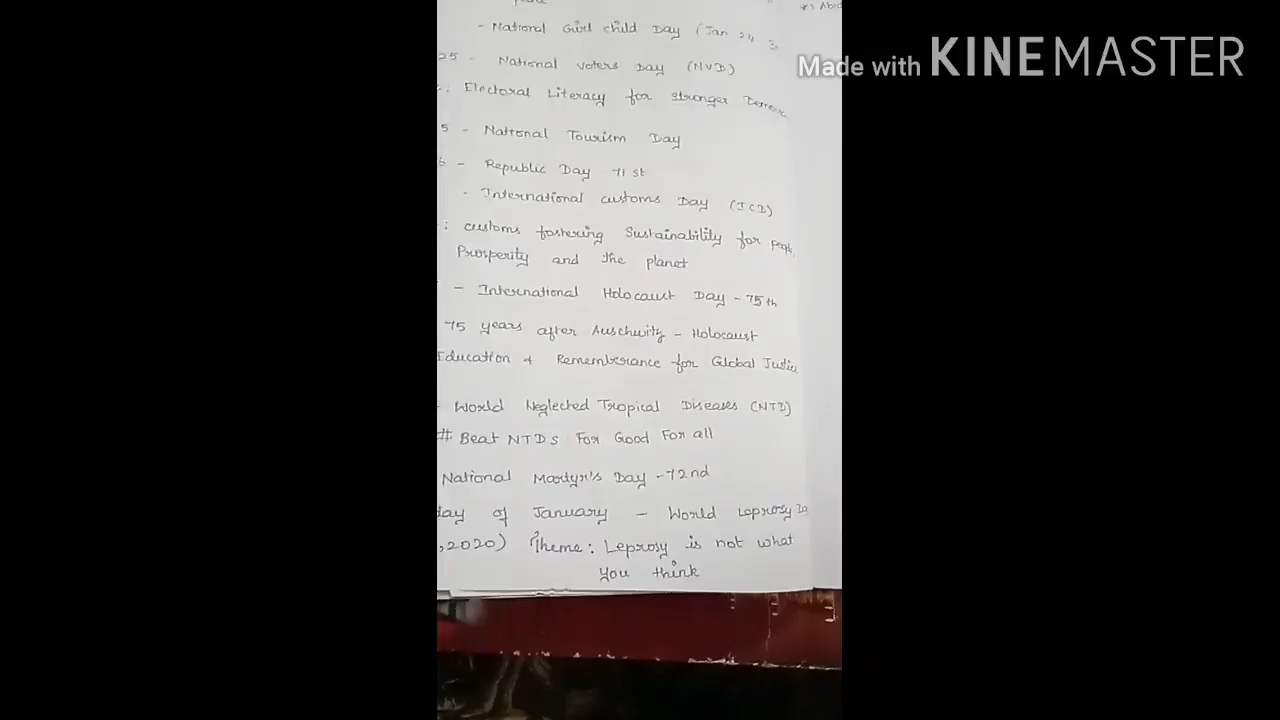 *) Abid
- National Girl child Day (Jan 24
Made with KINEMASTER
25 - National Voters Day (NVD)
: Electoral Literacy for Stronger
5 - National Tourism Day
- Republic Day 71st
- International customs Day (ICD)
: customs fostering Sustainability for
Prosperity and the planet
- International Holocaust Day - 75th
75 years after Auschwitz - Holocaust
Education & Rememberance for Global Justice
- World Neglected Tropical Diseases (NTD)
# Beat NTDs For Good For all
National Martyr's Day - 72nd
day of January - World Leprosy
, 2020) Theme: Leprosy is not what
You think